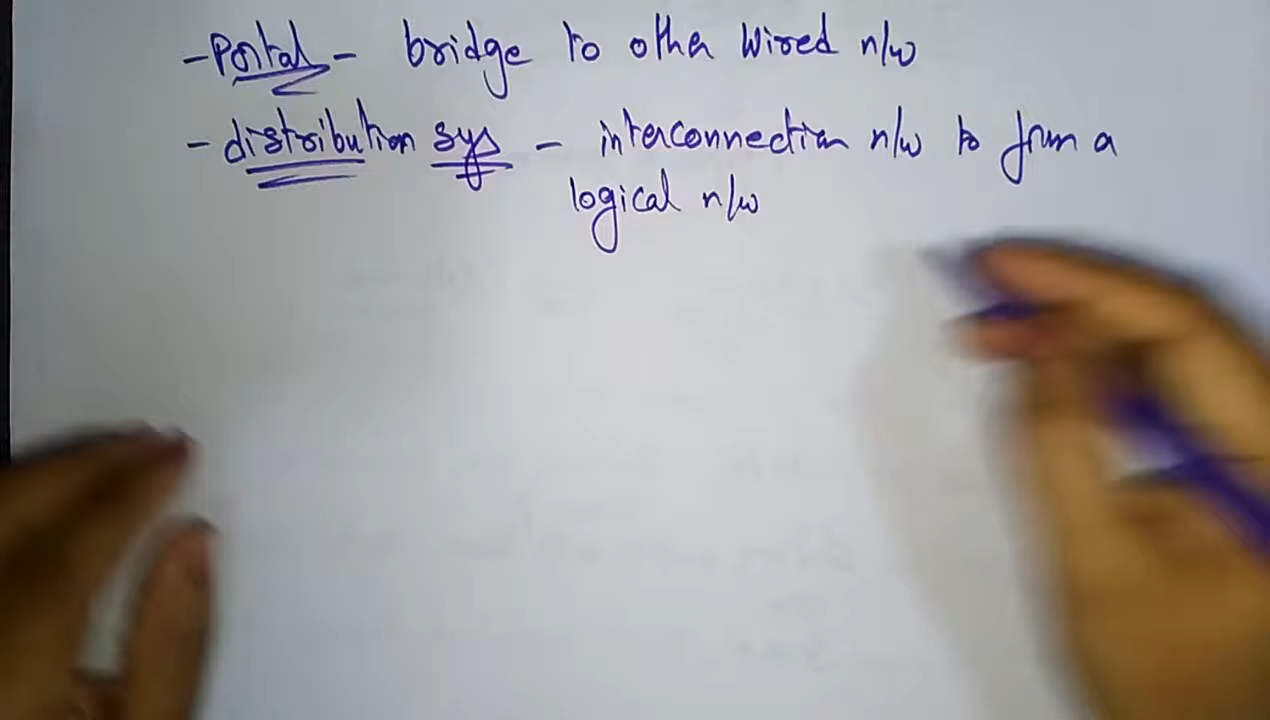 - Portal - bridge to other wired n/w
- distribution sys - interconnection n/w to form a
logical n/w